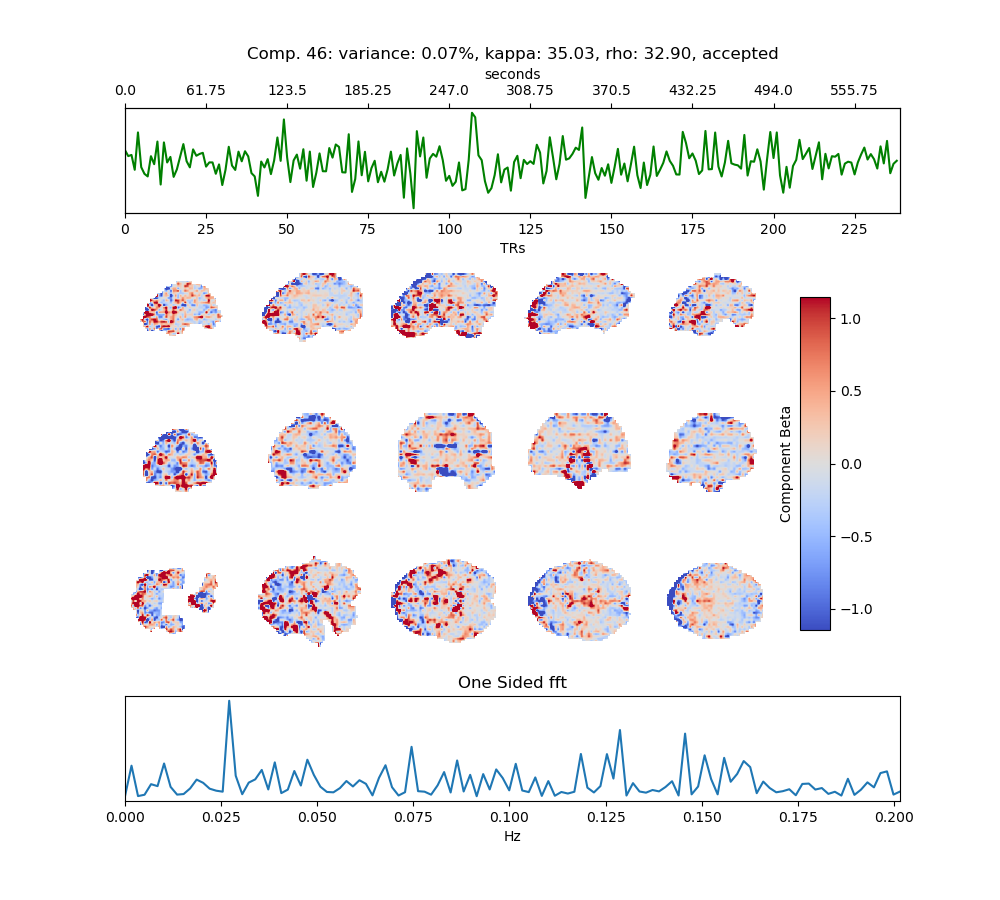 Comp. 46: variance: 0.07%, kappa: 35.03, rho: 32.90, accepted
seconds
0.0 61.75 123.5 185.25 247.0 308.75 370.5 432.25 494.0 555.75
0 25 50 75 100 125 150 175 200 225
TRs
1.0
0.5
0.0
−0.5
−1.0
Component Beta
One Sided fft
0.000 0.025 0.050 0.075 0.100 0.125 0.150 0.175 0.200
Hz